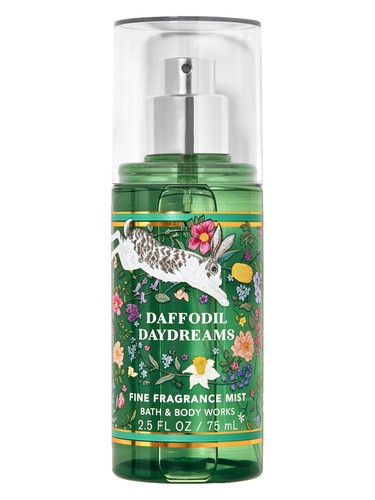 DAFFODIL
DAYDREAMS
FINE FRAGRANCE MIST
BATH & BODY WORKS
2.5 FL OZ / 75 mL